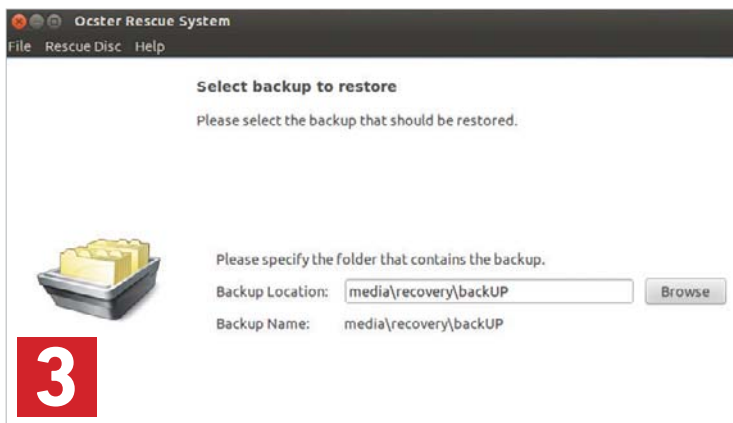 Ocster Rescue System
File Rescue Disc Help
Select backup to restore
Please select the backup that should be restored.
Please specify the folder that contains the backup.
Backup Location: media\recovery\backUP Browse
Backup Name: media\recovery\backUP
3